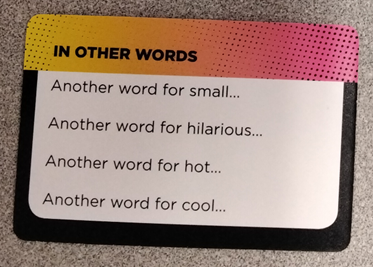 IN OTHER WORDS
Another word for small...
Another word for hilarious...
Another word for hot...
Another word for cool...